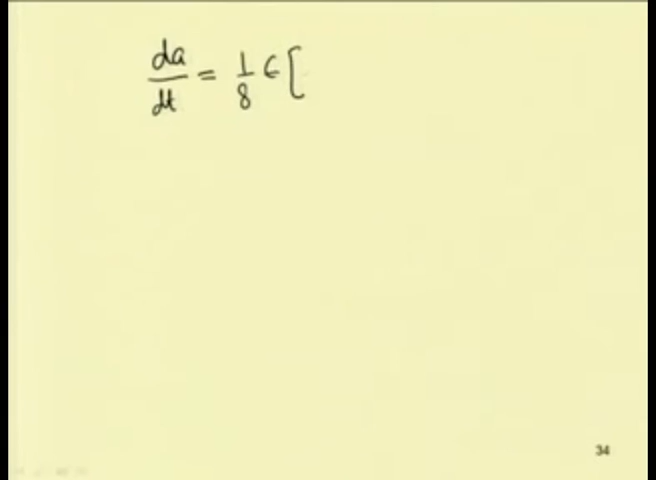 da/dt = 1/8 ϵ [
34